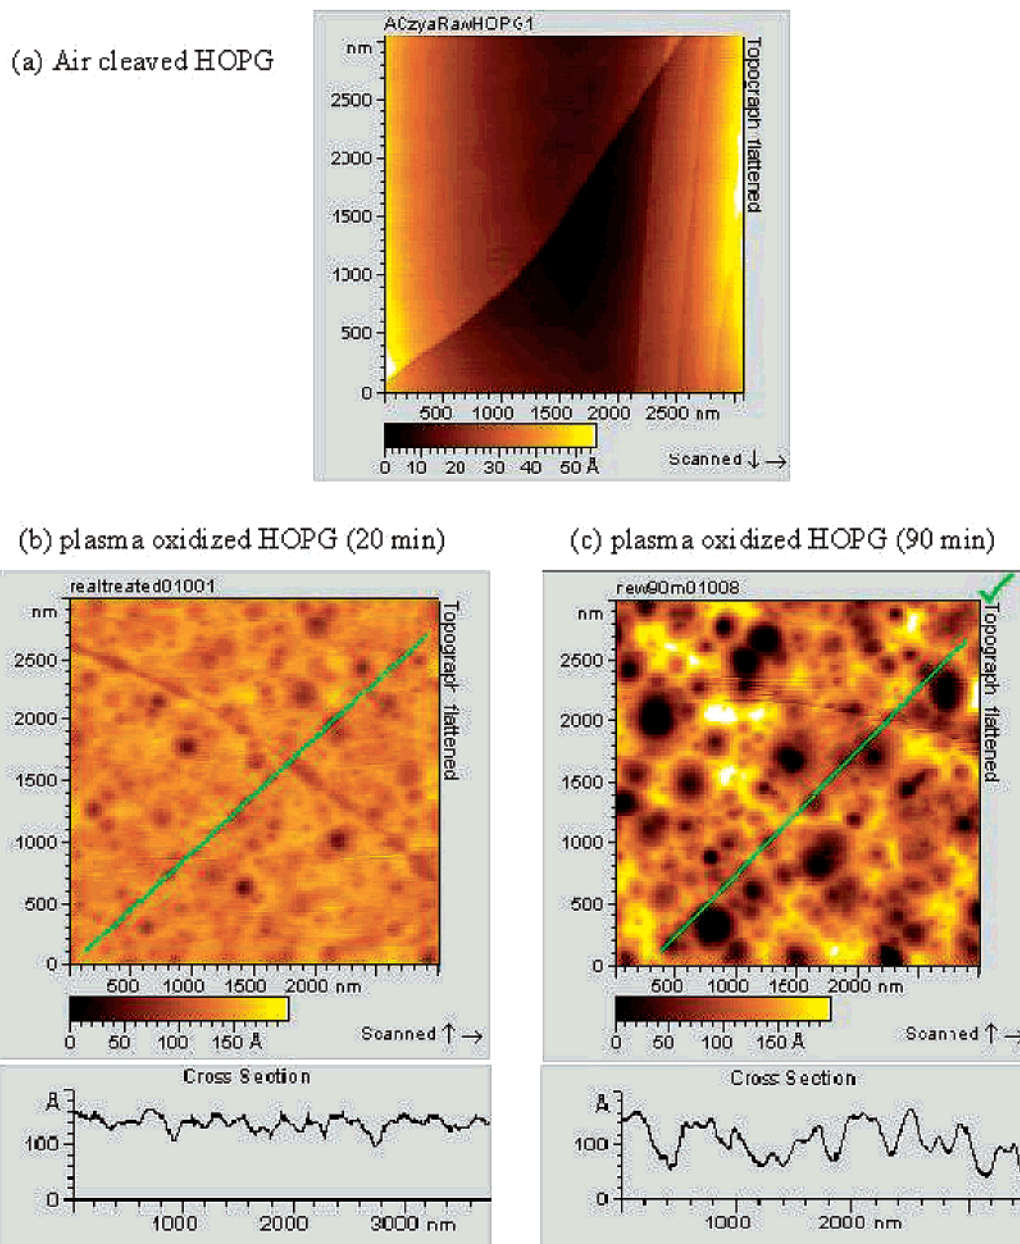 (a) Air cleaved HOPG
ACzyaRawHOPG1
nm
2500
2000
1500
1000
500
0
Topograph flattened
500 1000 1500 2000 2500 nm
0 10 20 30 40 50 Å
Scanned ↓→
(b) plasma oxidized HOPG (20 min)
realtreated01001
nm
2500
2000
1500
1000
500
0
Topograph flattened
500 1000 1500 2000 nm
0 50 100 150 Å
Scanned ↑→
Cross Section
Å
100
0
1000 2000 3000 nm
(c) plasma oxidized HOPG (90 min)
rew90m01008
nm
2500
2000
1500
1000
500
0
Topograph flattened
500 1000 1500 2000 nm
0 50 100 150 Å
Scanned ↑→
Cross Section
Å
100
0
1000 2000 nm